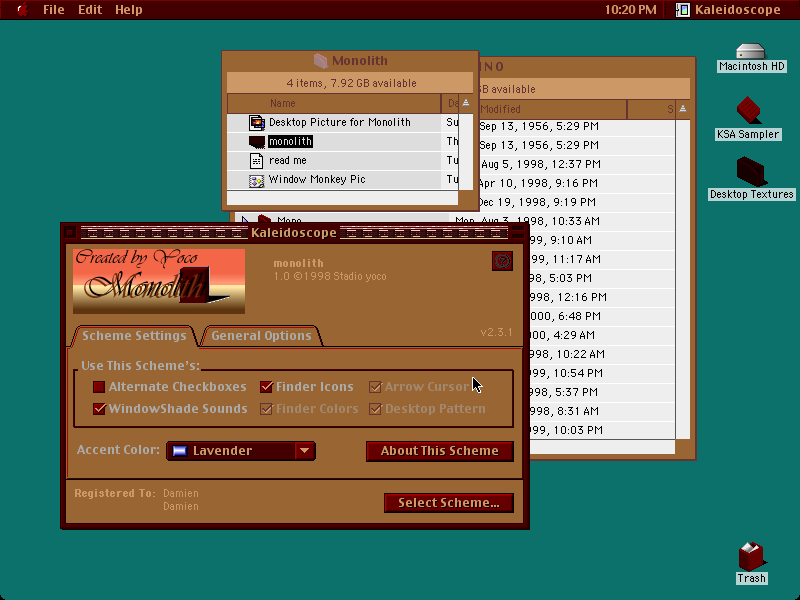 File Edit Help 10:20 PM Kaleidoscope
Monolith
4 items, 7.92 GB available
Name
Desktop Picture for Monolith Su
monolith Th
read me Tu
Window Monkey Pic Tu
N O
GB available
Modified S
Sep 13, 1956, 5:29 PM
Sep 13, 1956, 5:29 PM
Aug 5, 1998, 12:37 PM
Apr 10, 1998, 9:16 PM
Dec 19, 1998, 9:19 PM
Mono Mon, Aug 3, 1998, 10:33 AM
99, 9:10 AM
99, 11:17 AM
98, 5:03 PM
998, 12:16 PM
000, 6:48 PM
00, 4:29 AM
998, 10:22 AM
99, 10:54 PM
98, 5:37 PM
998, 8:31 AM
999, 10:03 PM
Macintosh HD
KSA Sampler
Desktop Textures
Trash
Kaleidoscope
Created by Yoco
Monolith
monolith
1.0 ©1998 Stadio yoco
Scheme Settings General Options v2.3.1
Use This Scheme's:
Alternate Checkboxes Finder Icons Arrow Cursor
WindowShade Sounds Finder Colors Desktop Pattern
Accent Color: Lavender About This Scheme
Registered To: Damien
Damien
Select Scheme...